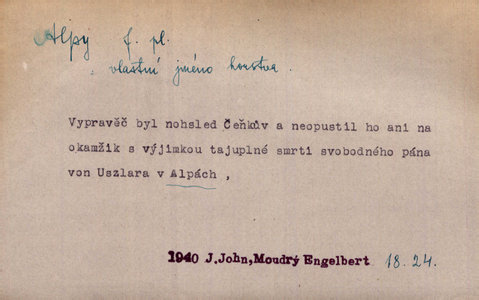 Alpy f. pl.
vlastní jméno horstva.
Vypravěč byl nohsled Čeňkův a neopustil ho ani na
okamžik s výjimkou tajuplné smrti svobodného pána
von Uszlara v Alpách ,
1940 J.John,Moudrý Engelbert 18.24.